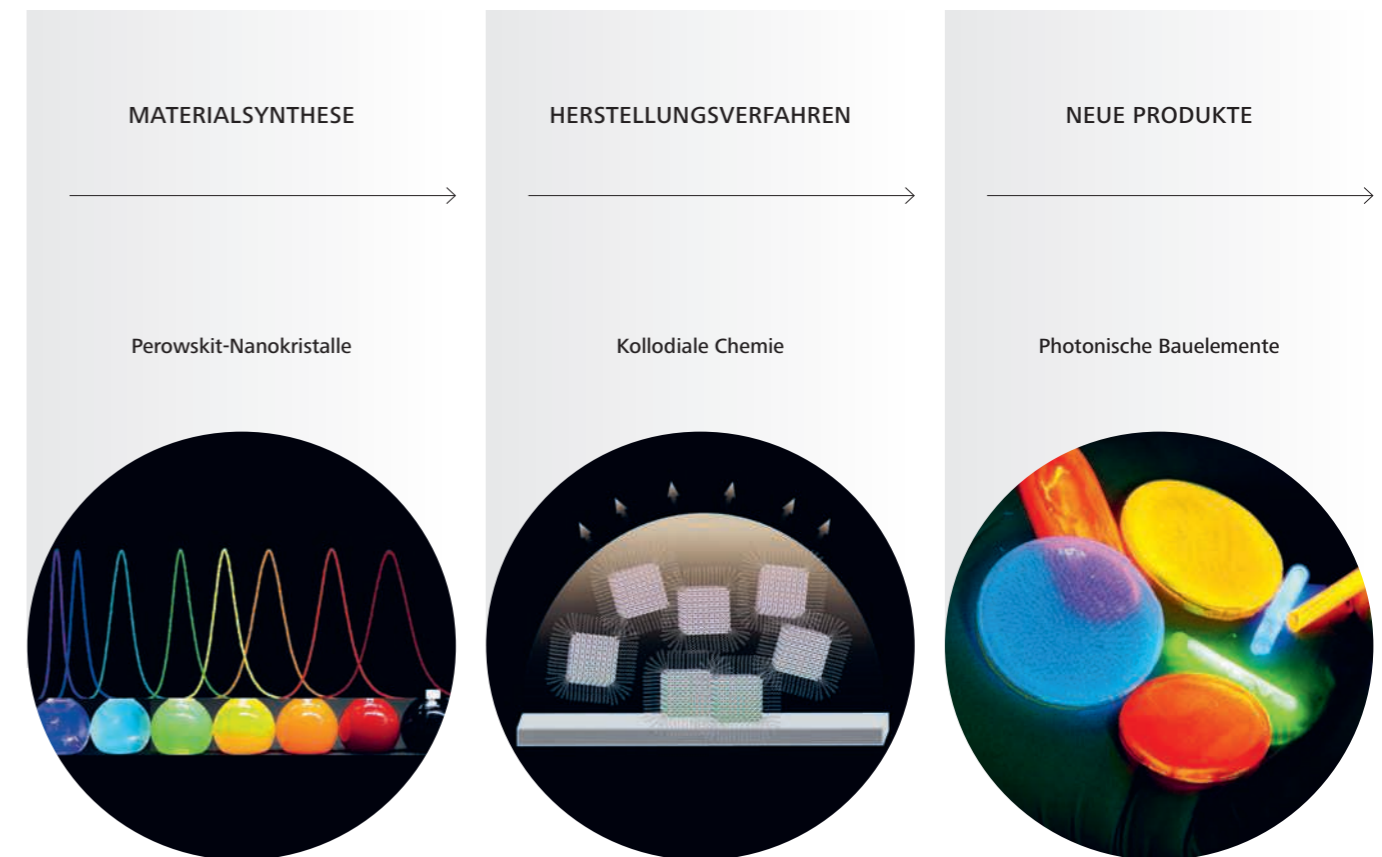 MATERIALSYNTHESE
HERSTELLUNGSVERFAHREN
NEUE PRODUKTE
Perowskit-Nanokristalle
Kollodiale Chemie
Photonische Bauelemente